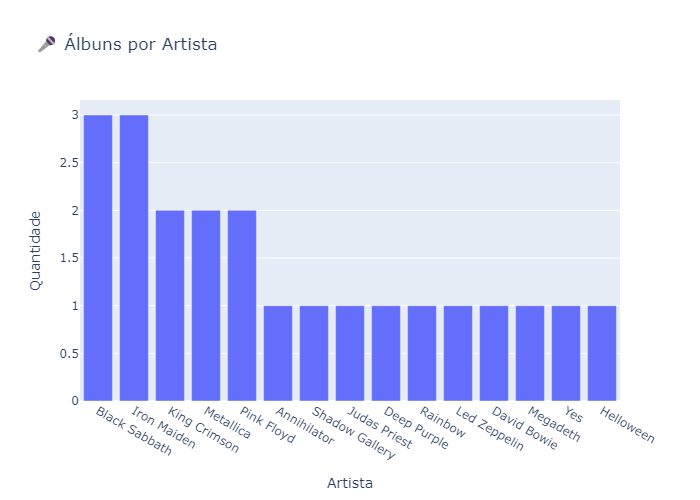 🎤 Álbuns por Artista
3
2.5
2
1.5
1
0.5
0
Quantidade
Black Sabbath
Iron Maiden
King Crimson
Metallica
Pink Floyd
Annihilator
Shadow Gallery
Judas Priest
Deep Purple
Rainbow
Led Zeppelin
David Bowie
Megadeth
Yes
Helloween
Artista